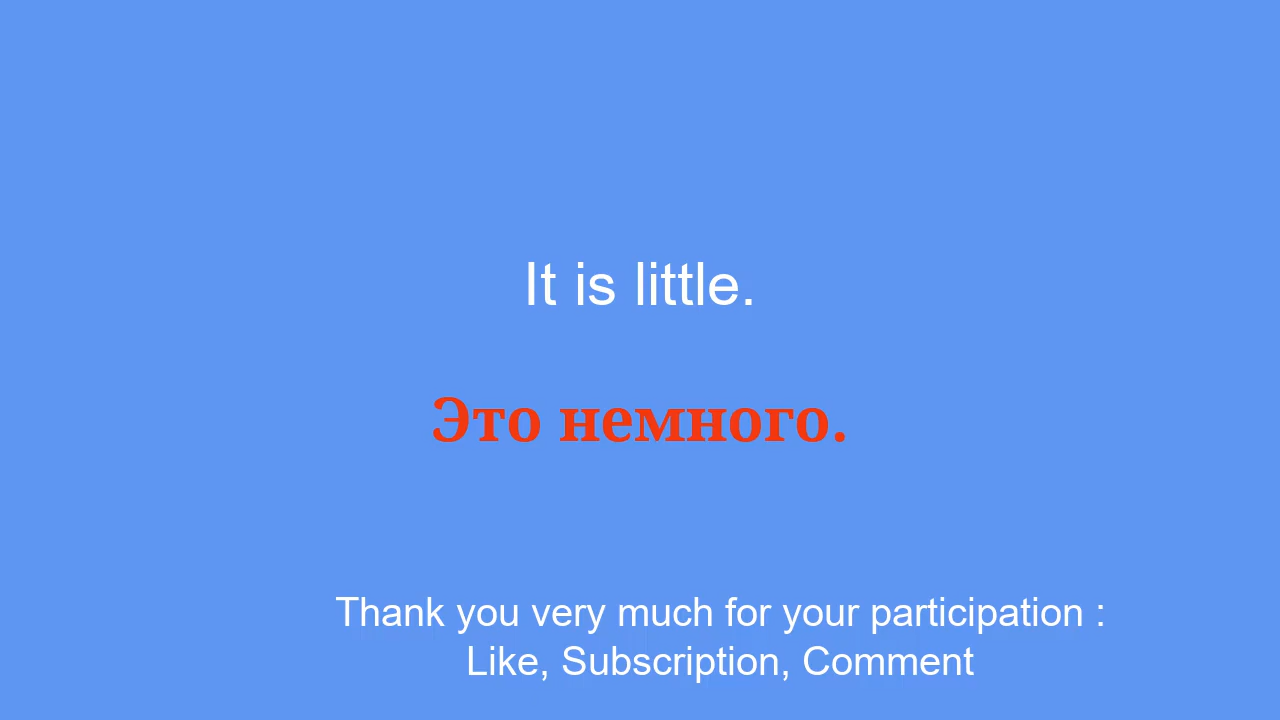 It is little.
Это немного.
Thank you very much for your participation :
Like, Subscription, Comment